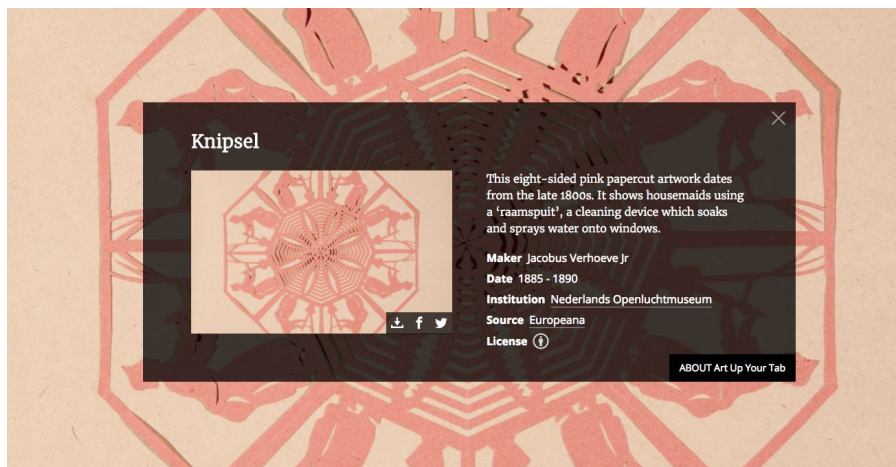 Knipsel
This eight-sided pink papercut artwork dates
from the late 1800s. It shows housemaids using
a ‘raamspuit’, a cleaning device which soaks
and sprays water onto windows.
Maker Jacobus Verhoeve Jr
Date 1885 - 1890
Institution Nederlands Openluchtmuseum
Source Europeana
License
ABOUT Art Up Your Tab